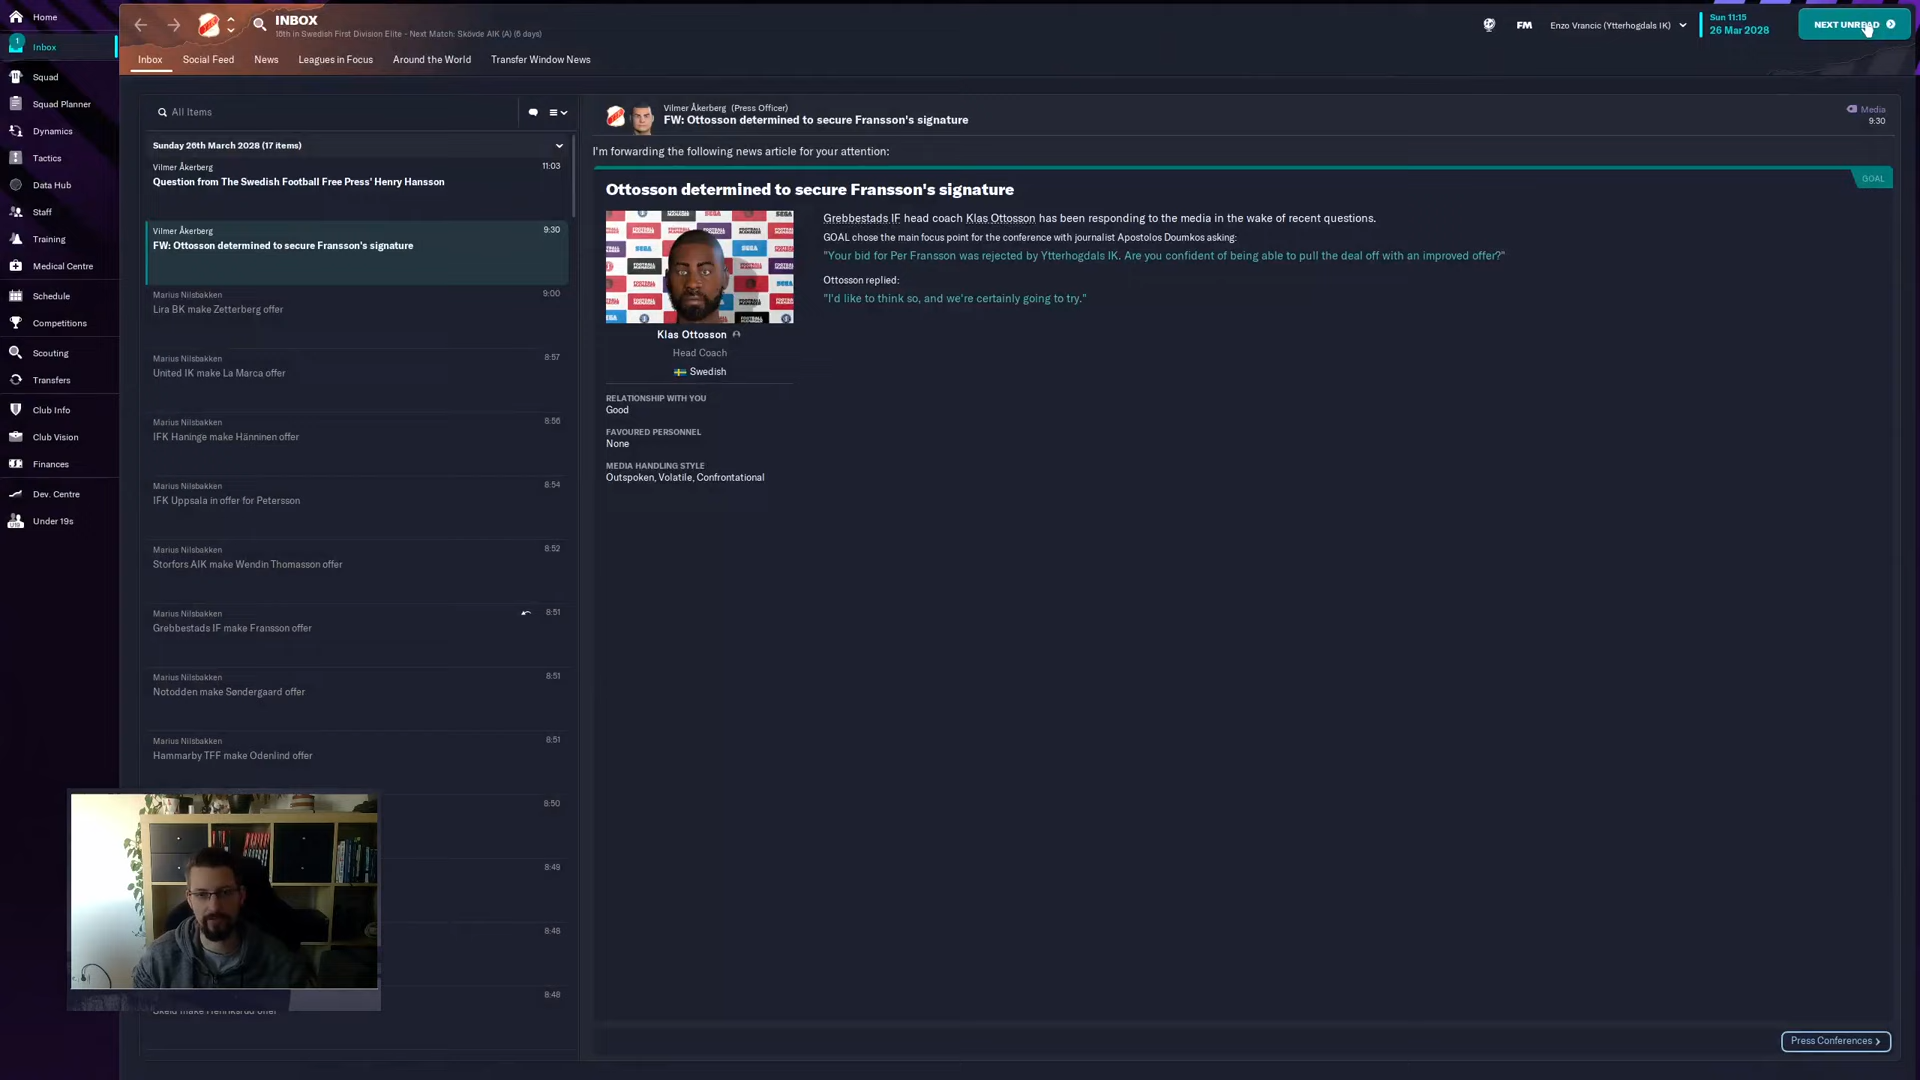 Home
1
Inbox
Squad
Squad Planner
Dynamics
Tactics
Data Hub
Staff
Training
Medical Centre
Schedule
Competitions
Scouting
Transfers
Club Info
Club Vision
Finances
Dev. Centre
Under 19s
INBOX
16th in Swedish First Division Elite - Next Match: Skövde AIK (A) (6 days)
FM
Enzo Vrancic (Ytterhogdals IK)
Sun 11:15
26 Mar 2028
NEXT UNREAD
Inbox
Social Feed
News
Leagues in Focus
Around the World
Transfer Window News
All Items
Sunday 26th March 2028 (17 items)
Vilmer Åkerberg
11:03
Question from The Swedish Football Free Press' Henry Hansson
Vilmer Åkerberg
9:30
FW: Ottosson determined to secure Fransson's signature
Marius Nilsbakken
9:00
Lira BK make Zetterberg offer
Marius Nilsbakken
8:57
United IK make La Marca offer
Marius Nilsbakken
8:56
IFK Haninge make Hänninen offer
Marius Nilsbakken
8:54
IFK Uppsala in offer for Petersson
Marius Nilsbakken
8:52
Storfors AIK make Wendin Thomasson offer
Marius Nilsbakken
8:51
Grebbestads IF make Fransson offer
Marius Nilsbakken
8:51
Notodden make Søndergaard offer
Marius Nilsbakken
8:51
Hammarby TFF make Odenlind offer
8:50
8:49
8:48
8:48
Vilmer Åkerberg (Press Officer)
FW: Ottosson determined to secure Fransson's signature
Media
9:30
I'm forwarding the following news article for your attention:
GOAL
Ottosson determined to secure Fransson's signature
Klas Ottosson
Head Coach
Swedish
RELATIONSHIP WITH YOU
Good
FAVOURED PERSONNEL
None
MEDIA HANDLING STYLE
Outspoken, Volatile, Confrontational
Grebbestads IF head coach Klas Ottosson has been responding to the media in the wake of recent questions.
GOAL chose the main focus point for the conference with journalist Apostolos Doumkos asking:
"Your bid for Per Fransson was rejected by Ytterhogdals IK. Are you confident of being able to pull the deal off with an improved offer?"
Ottosson replied:
"I'd like to think so, and we're certainly going to try."
Press Conferences